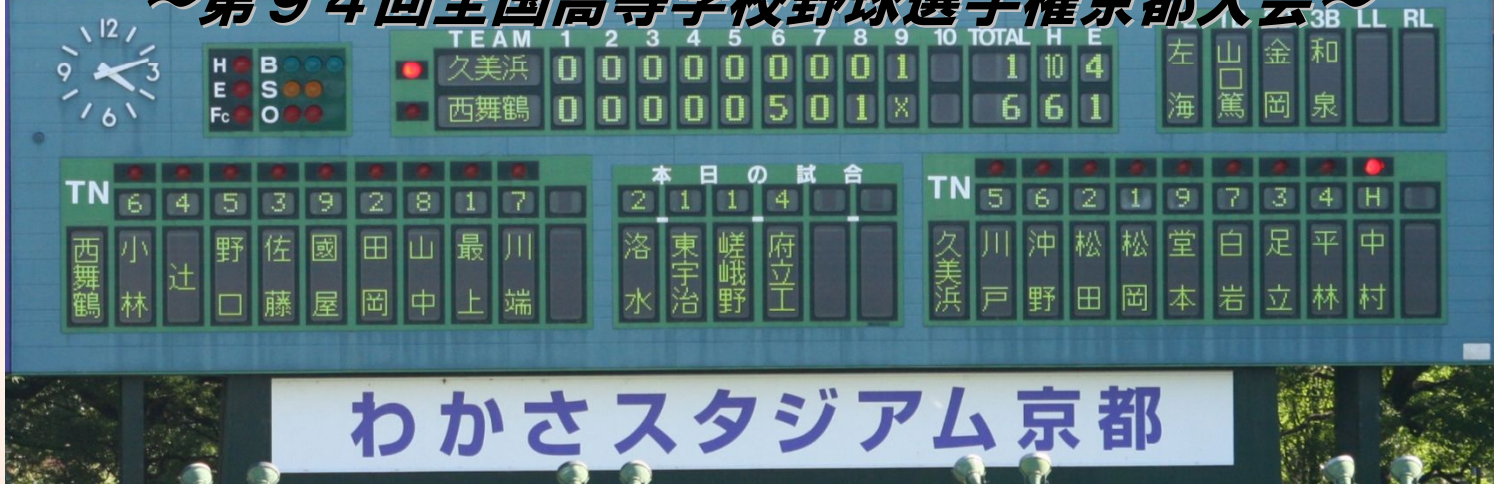 ～第９４回全国高等学校野球選手権京都大会～
12 3 6 9
H B
E S
Fc O
TEAM 1 2 3 4 5 6 7 8 9 10 TOTAL H E
久美浜 0 0 0 0 0 0 0 0 1 1 10 4
西舞鶴 0 0 0 0 0 5 0 1 X 6 6 1
3B LL RL
左海 山口篤 金岡 和泉
TN 6 4 5 3 9 2 8 1 7
西舞鶴 小林 辻 野口 佐藤 國屋 田岡 山中 最上 川端
本日の試合
2 1 1 4
洛水 東宇治 嵯峨野 府立工
TN 5 6 2 1 9 7 3 4 H
久美浜 川戸 沖野 松田 松岡 堂本 白岩 足立 平林 中村
わかさスタジアム京都